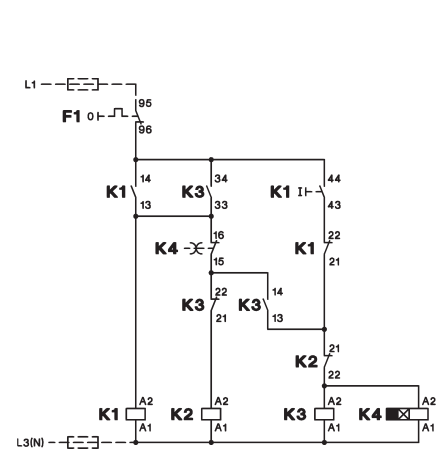 L1
95
F1 0
96
14 34 44
K1 K3 K1 I
13 33 43
16 22
K4 K1
15 21
22 14
K3 K3
21 13
21
K2
22
A2 A2 A2 A2
K1 K2 K3 K4
A1 A1 A1 A1
L3(N)